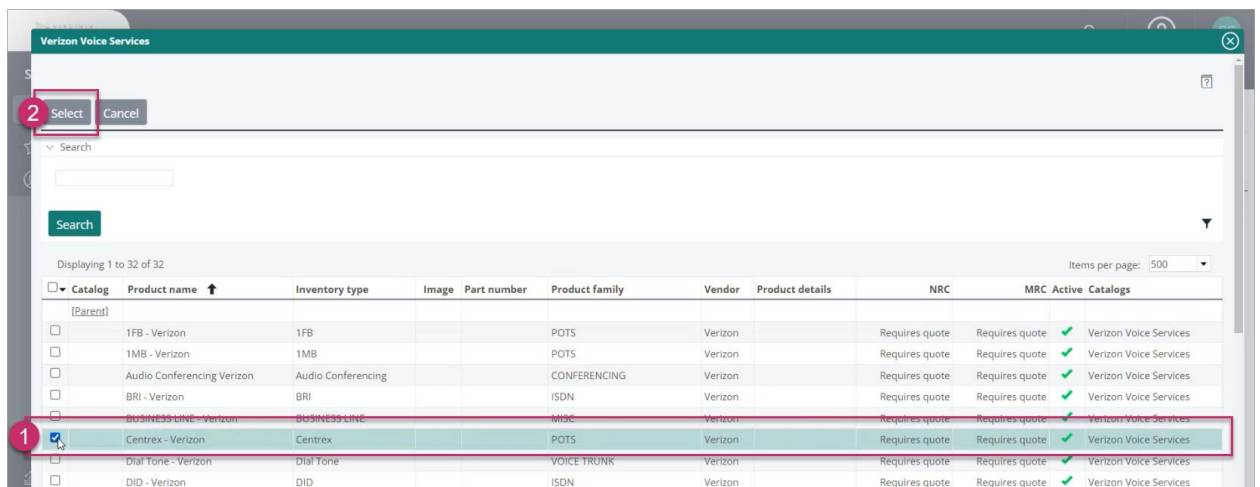 Verizon Voice Services
2 Select Cancel
Search
Search
Displaying 1 to 32 of 32 Items per page: 500
Catalog Product name Inventory type Image Part number Product family Vendor Product details NRC MRC Active Catalogs
[Parent]
1FB - Verizon 1FB POTS Verizon Requires quote Requires quote Verizon Voice Services
1MB - Verizon 1MB POTS Verizon Requires quote Requires quote Verizon Voice Services
Audio Conferencing Verizon Audio Conferencing CONFERENCING Verizon Requires quote Requires quote Verizon Voice Services
BRI - Verizon BRI ISDN Verizon Requires quote Requires quote Verizon Voice Services
BUSINESS LINE - Verizon BUSINESS LINE MISC Verizon Requires quote Requires quote Verizon Voice Services
1 Centrex - Verizon Centrex POTS Verizon Requires quote Requires quote Verizon Voice Services
Dial Tone - Verizon Dial Tone VOICE TRUNK Verizon Requires quote Requires quote Verizon Voice Services
DID - Verizon DID ISDN Verizon Requires quote Requires quote Verizon Voice Services